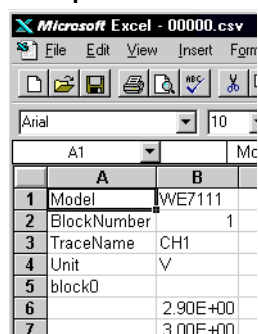 Microsoft Excel - 00000.csv
File Edit View Insert
ABC
Arial 10
A1
A B
1 Model WE7111
2 BlockNumber 1
3 TraceName CH1
4 Unit V
5 block0
6 2.90E+00
7 3.00E+00